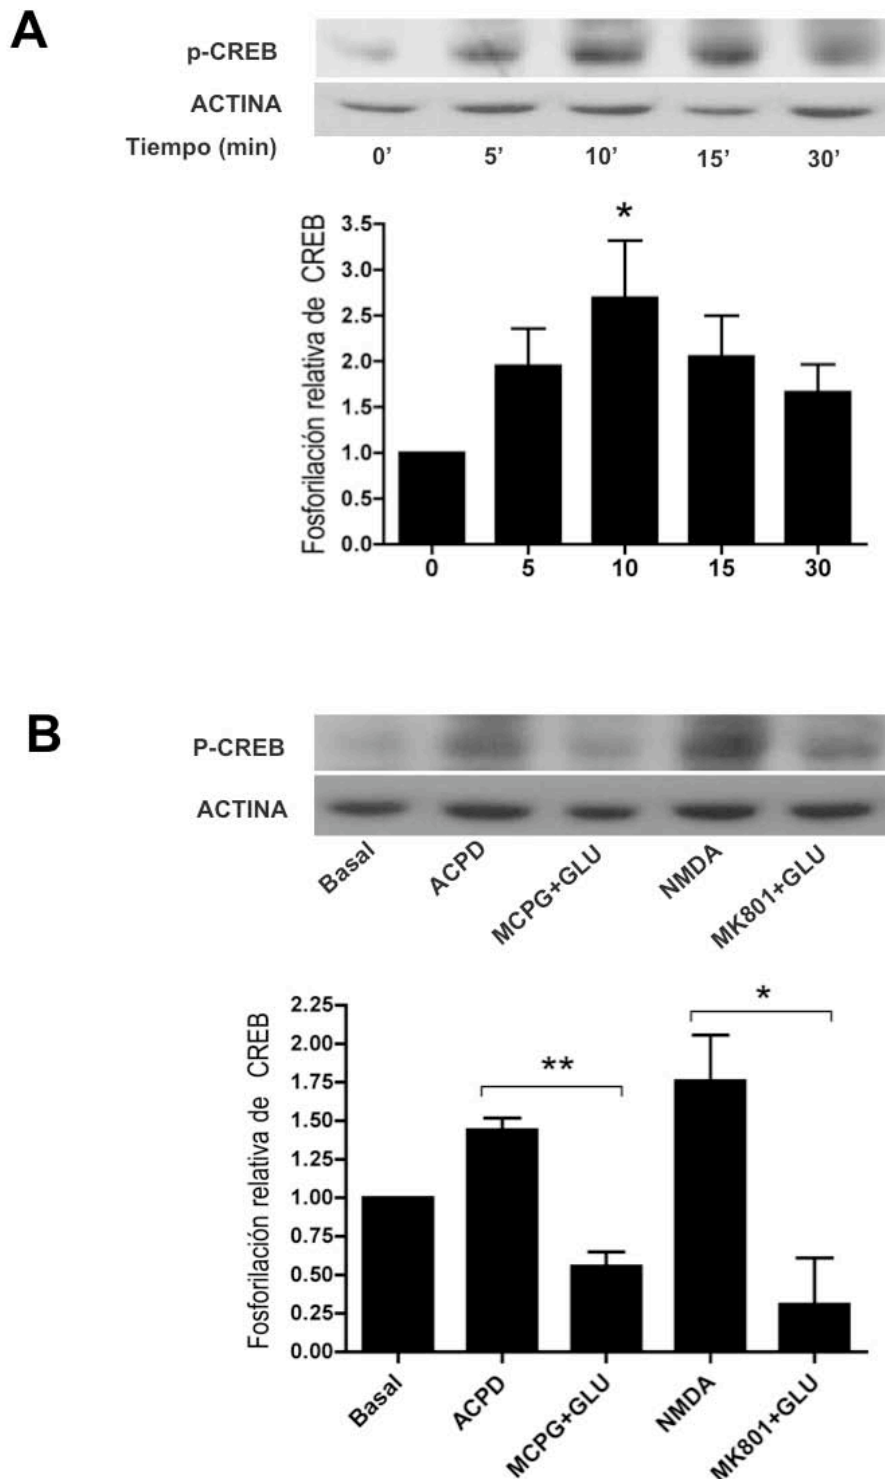 A
p-CREB
ACTINA
Tiempo (min) 0’ 5’ 10’ 15’ 30’
Fosforilación relativa de CREB
*
3.5
3.0
2.5
2.0
1.5
1.0
0.5
0.0
0 5 10 15 30
B
P-CREB
ACTINA
Basal ACPD MCPG+GLU NMDA MK801+GLU
Fosforilación relativa de CREB
** *
2.25
2.00
1.75
1.50
1.25
1.00
0.75
0.50
0.25
0.00
Basal ACPD MCPG+GLU NMDA MK801+GLU